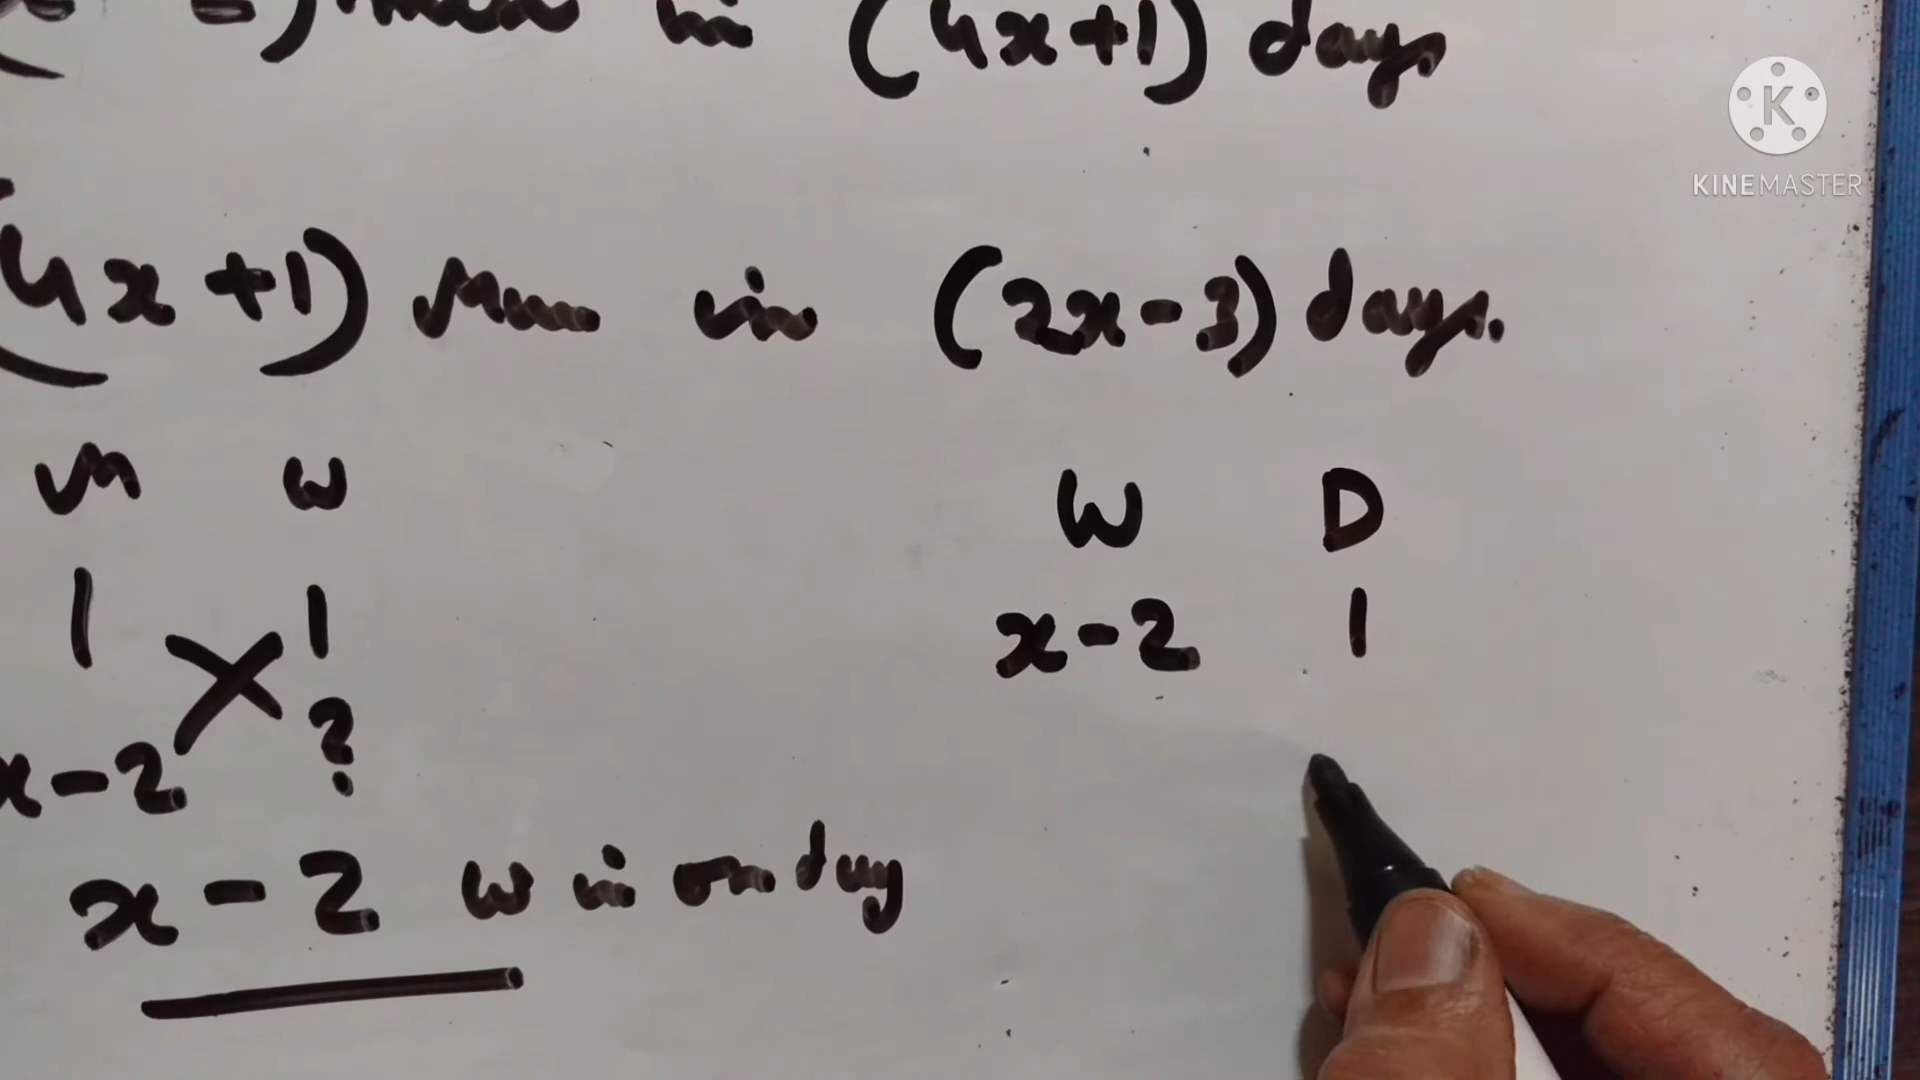 in (4x+1) days
KINEMASTER
(4x+1) men in (2x-3) days.
M W
W D
1 1
x-2 1
x-2 ?
x-2 W in one day